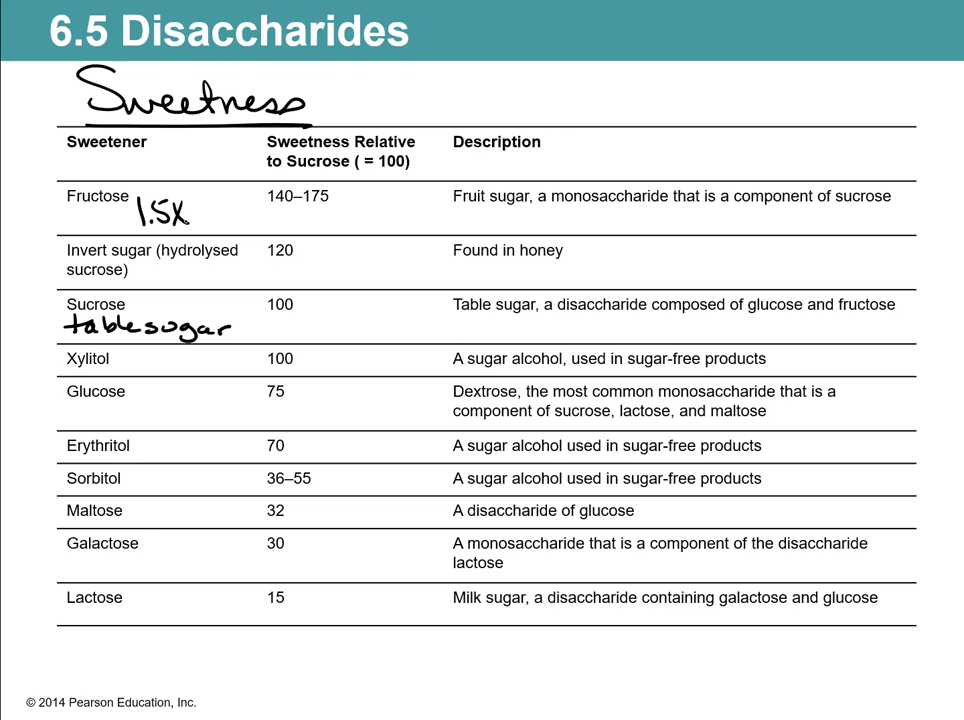 6.5 Disaccharides
Sweetness
Sweetener Sweetness Relative to Sucrose ( = 100) Description
Fructose 140–175 Fruit sugar, a monosaccharide that is a component of sucrose
1.5X
Invert sugar (hydrolysed sucrose) 120 Found in honey
Sucrose 100 Table sugar, a disaccharide composed of glucose and fructose
table sugar
Xylitol 100 A sugar alcohol, used in sugar-free products
Glucose 75 Dextrose, the most common monosaccharide that is a component of sucrose, lactose, and maltose
Erythritol 70 A sugar alcohol used in sugar-free products
Sorbitol 36–55 A sugar alcohol used in sugar-free products
Maltose 32 A disaccharide of glucose
Galactose 30 A monosaccharide that is a component of the disaccharide lactose
Lactose 15 Milk sugar, a disaccharide containing galactose and glucose
© 2014 Pearson Education, Inc.